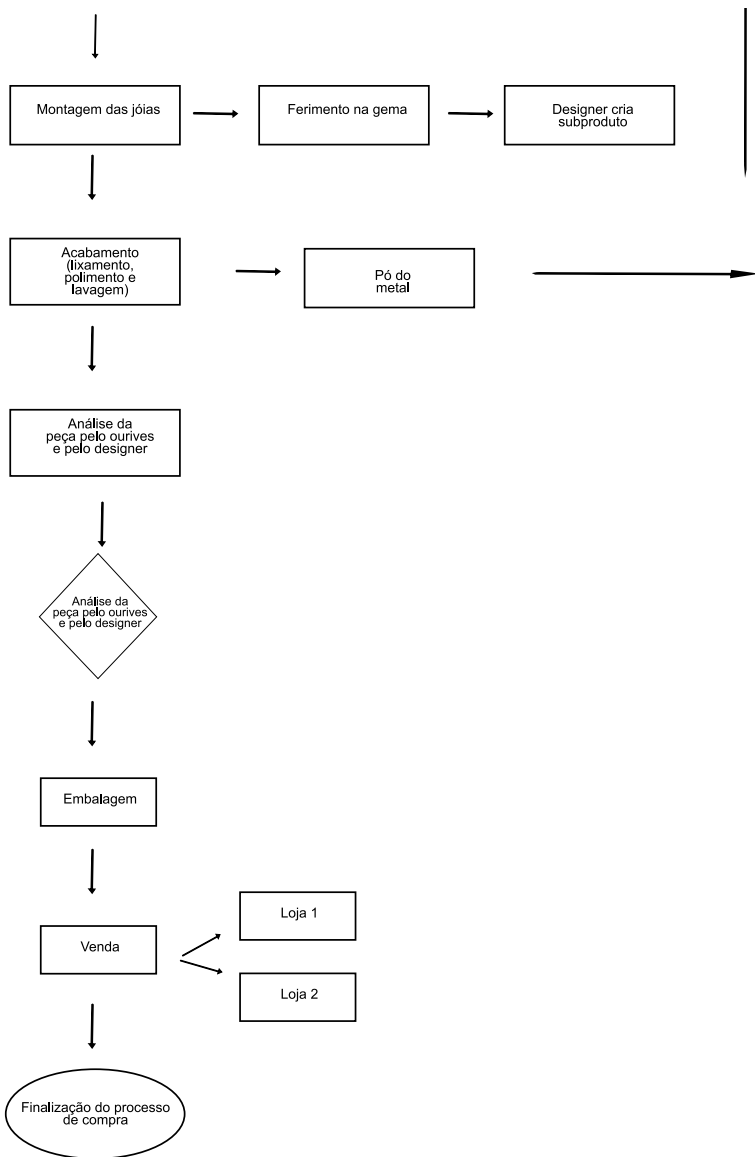 Montagem das jóias
Ferimento na gema
Designer cria
subproduto
Acabamento
(lixamento,
polimento e
lavagem)
Pó do
metal
Análise da
peça pelo ourives
e pelo designer
Análise da
peça pelo ourives
e pelo designer
Embalagem
Venda
Loja 1
Loja 2
Finalização do processo
de compra